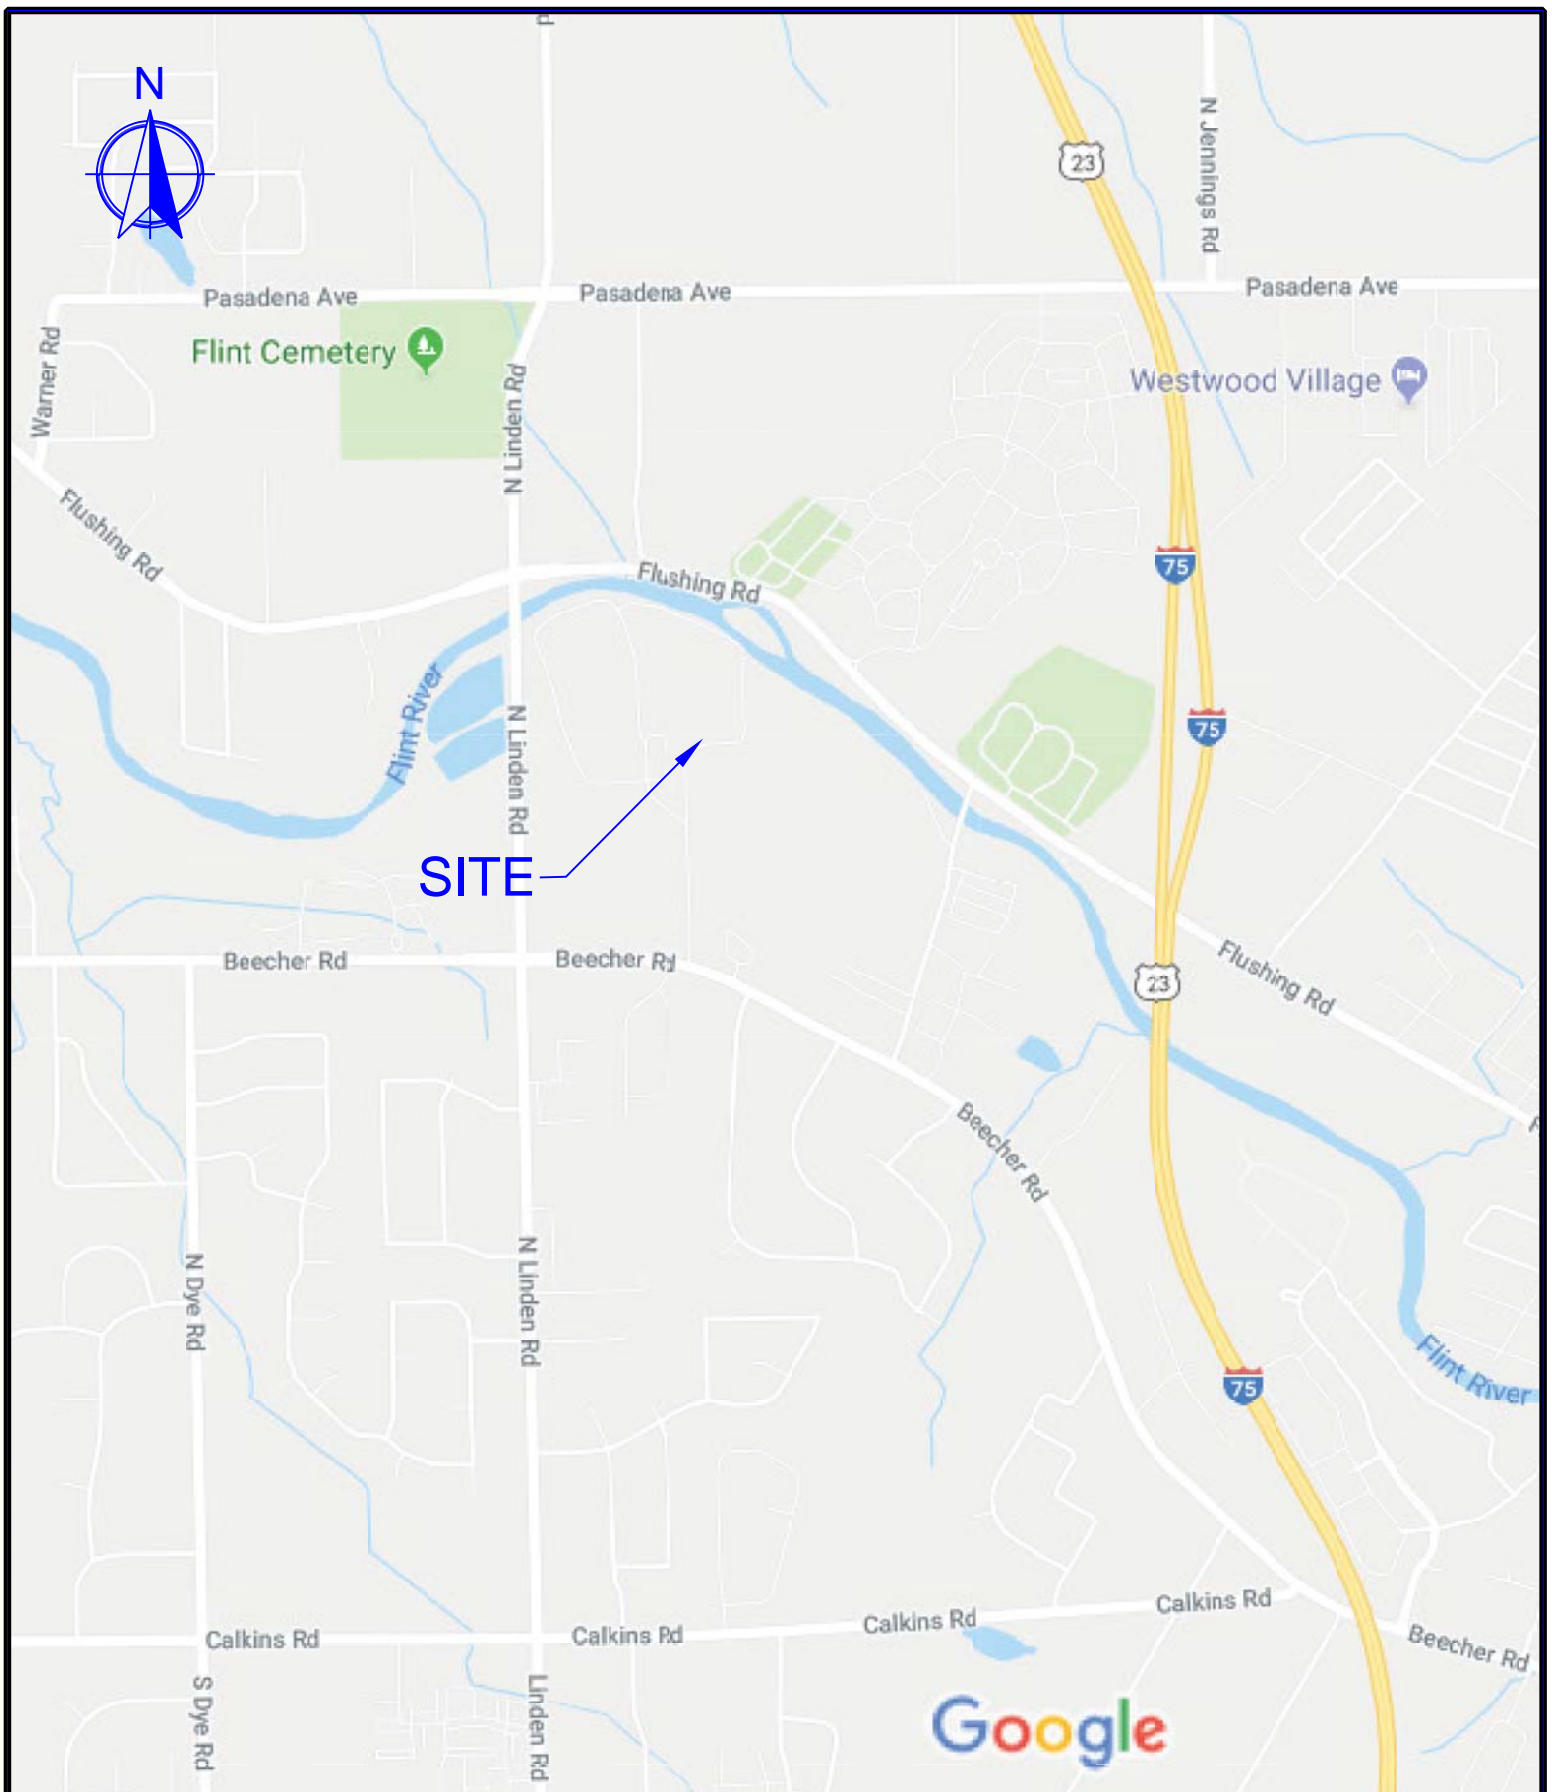 d
N
23
N Jennings Rd
Pasadena Ave
Pasadena Ave
Pasadena Ave
Warner Rd
Flint Cemetery
N Linden Rd
Westwood Village
Flushing Rd
Flushing Rd
75
Flint River
N Linden Rd
75
SITE
Beecher Rd
Beecher Rd
Flushing Rd
23
Beecher Rd
N Dye Rd
N Linden Rd
Flint River
75
Calkins Rd
Calkins Rd
Calkins Rd
Calkins Rd
Beecher Rd
S Dye Rd
Linden Rd
Google